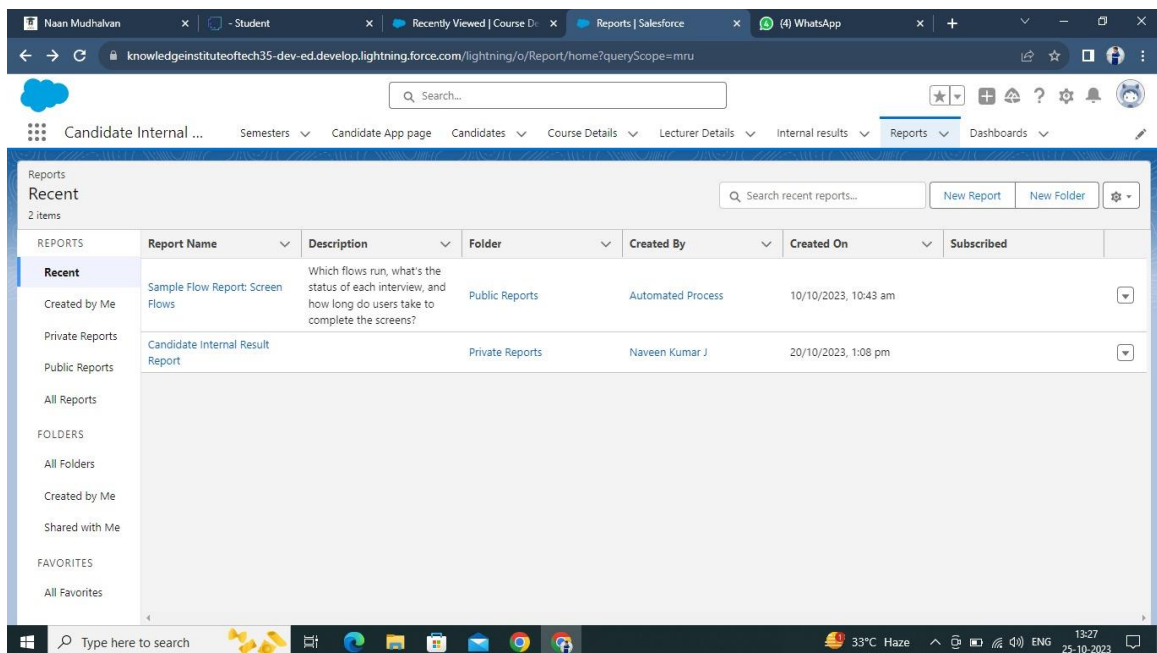 Naan Mudhalvan
- Student
Recently Viewed | Course De
Reports | Salesforce
(4) WhatsApp
knowledgeinstituteoftech35-dev-ed.develop.lightning.force.com/lightning/o/Report/home?queryScope=mru
Search...
Candidate Internal ...
Semesters
Candidate App page
Candidates
Course Details
Lecturer Details
Internal results
Reports
Dashboards
Reports
Recent
2 items
Search recent reports...
New Report
New Folder
REPORTS
Recent
Created by Me
Private Reports
Public Reports
All Reports
FOLDERS
All Folders
Created by Me
Shared with Me
FAVORITES
All Favorites
Report Name
Description
Folder
Created By
Created On
Subscribed
Sample Flow Report: Screen
Flows
Which flows run, what's the
status of each interview, and
how long do users take to
complete the screens?
Public Reports
Automated Process
10/10/2023, 10:43 am
Candidate Internal Result
Report
Private Reports
Naveen Kumar J
20/10/2023, 1:08 pm
Type here to search
33°C Haze
ENG
13:27
25-10-2023